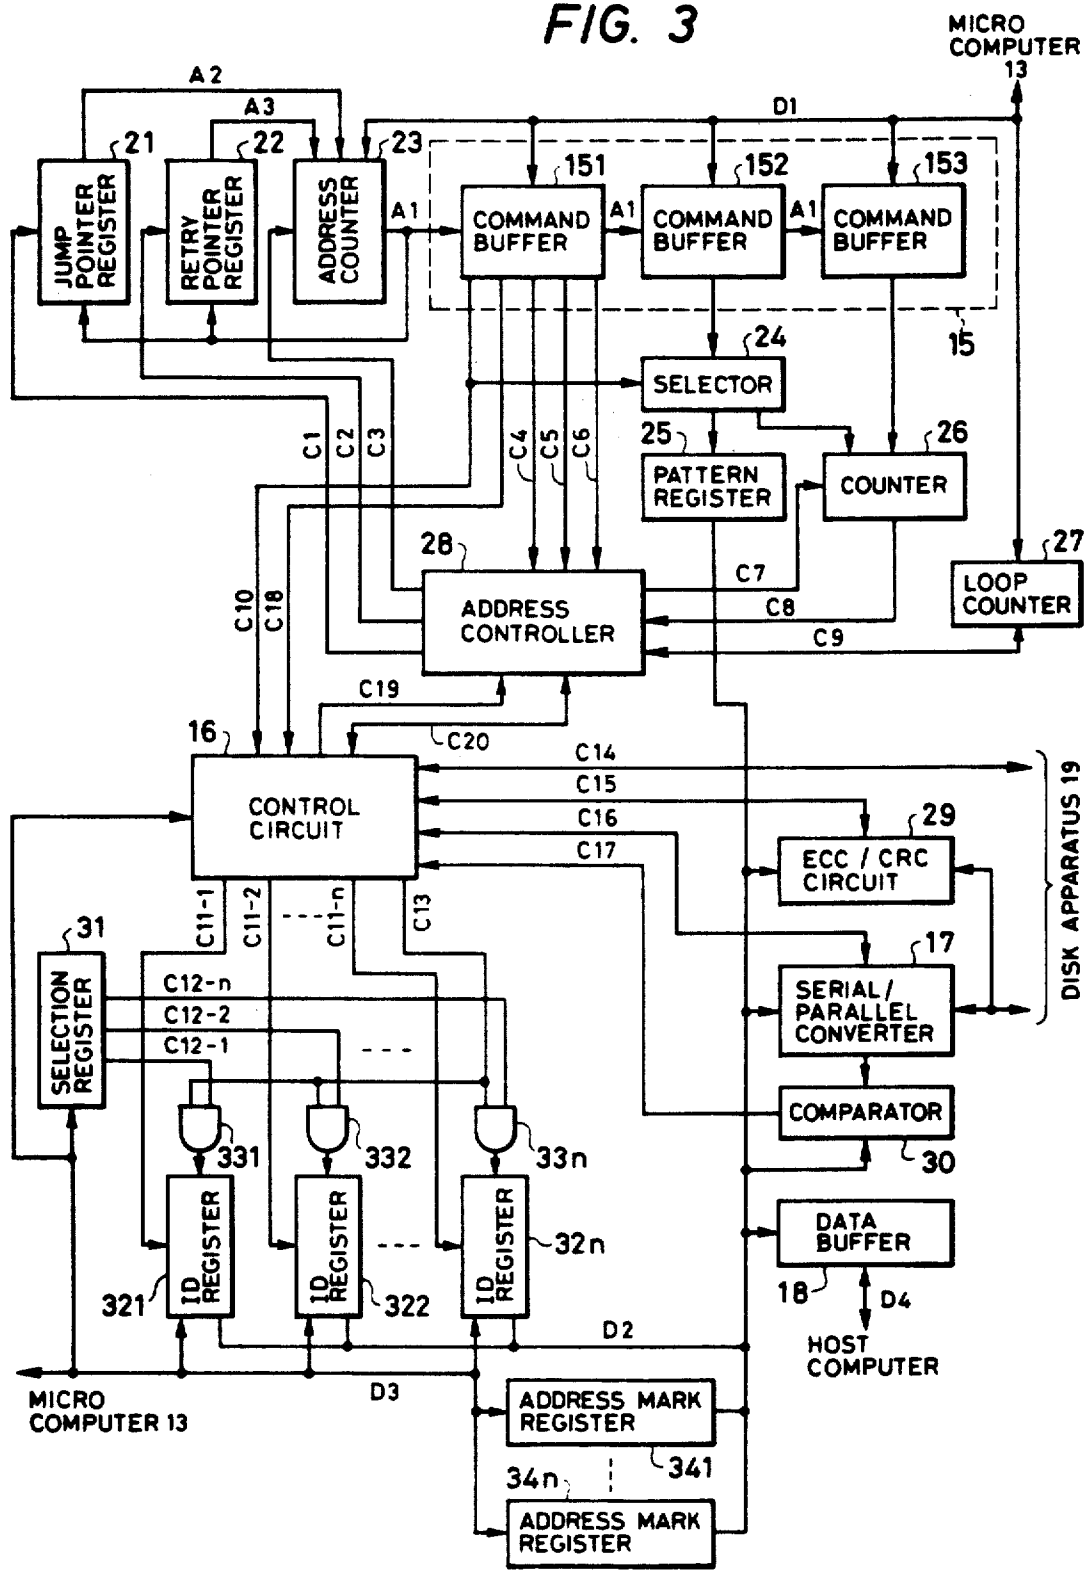 FIG. 3
MICRO
COMPUTER
13
A2
A3
D1
21
22
23
151
152
153
JUMP
POINTER
REGISTER
RETRY
POINTER
REGISTER
ADDRESS
COUNTER
A1
COMMAND
BUFFER
A1
COMMAND
BUFFER
A1
COMMAND
BUFFER
15
24
SELECTOR
C1
C2
C3
C4
C5
C6
25
PATTERN
REGISTER
26
COUNTER
27
LOOP
COUNTER
28
ADDRESS
CONTROLLER
C7
C8
C9
C10
C18
C19
C20
16
CONTROL
CIRCUIT
C14
C15
C16
C17
DISK APPARATUS 19
29
ECC / CRC
CIRCUIT
C11-1
C11-2
C11-n
C13
31
SELECTION
REGISTER
C12-n
C12-2
C12-1
17
SERIAL/
PARALLEL
CONVERTER
COMPARATOR
30
331
332
33n
ID
REGISTER
321
ID
REGISTER
322
ID
REGISTER
32n
DATA
BUFFER
18
D4
HOST
COMPUTER
D2
D3
MICRO
COMPUTER 13
ADDRESS MARK
REGISTER
341
34n
ADDRESS MARK
REGISTER